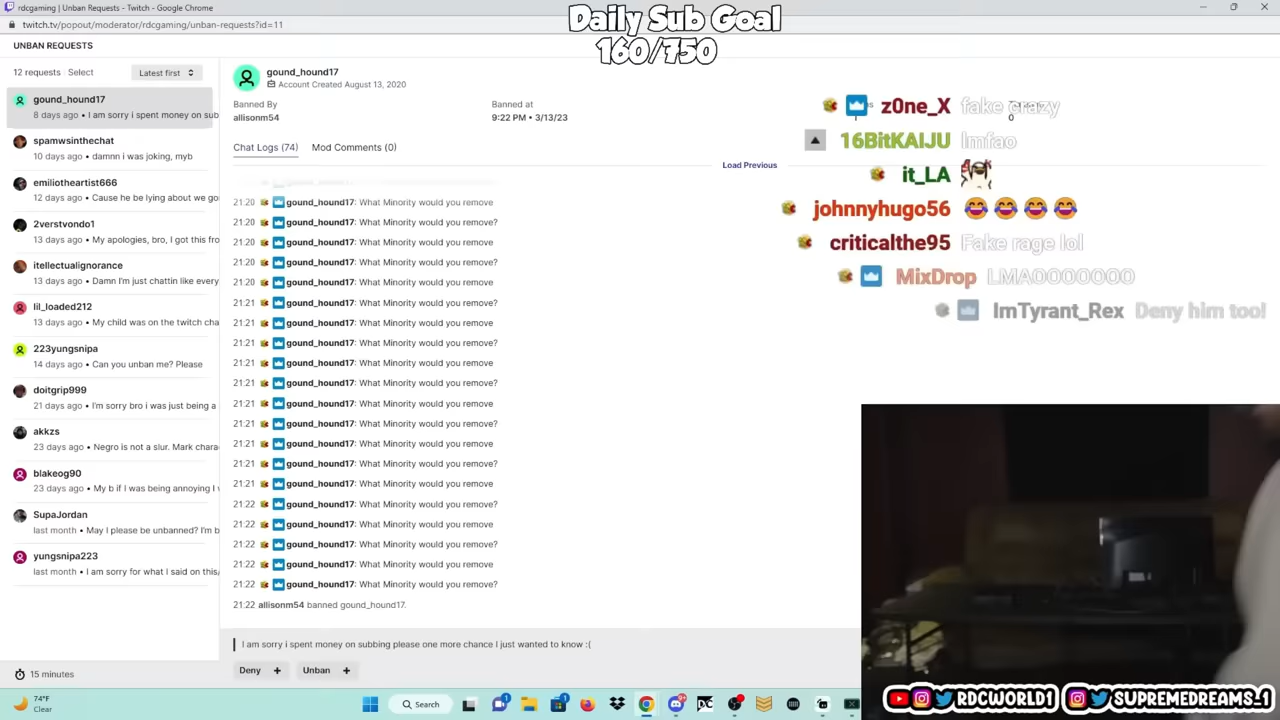 rdcgaming | Unban Requests - Twitch - Google Chrome
twitch.tv/popout/moderator/rdcgaming/unban-requests?id=11
Daily Sub Goal
160/750
UNBAN REQUESTS
12 requests Select Latest first
gound_hound17
8 days ago • I am sorry i spent money on sub
spamwsinthechat
10 days ago • damnn i was joking, myb
emiliotheartist666
12 days ago • Cause he be lying about we go
2verstvondo1
13 days ago • My apologies, bro, I got this fro
itellectualignorance
13 days ago • Damn I'm just chattin like every
lil_loaded212
13 days ago • My child was on the twitch cha
223yungsnipa
14 days ago • Can you unban me? Please
doitgrip999
21 days ago • I'm sorry bro i was just being a
akkzs
23 days ago • Negro is not a slur. Mark chara
blakeog90
23 days ago • My b if I was being annoying I
SupaJordan
last month • May I please be unbanned? I'm b
yungsnipa223
last month • I am sorry for what I said on this
15 minutes
gound_hound17
Account Created August 13, 2020
Banned By
allisonm54
Banned at
9:22 PM • 3/13/23
0
Chat Logs (74) Mod Comments (0)
Load Previous
21:20 gound_hound17: What Minority would you remove
21:20 gound_hound17: What Minority would you remove?
21:20 gound_hound17: What Minority would you remove
21:20 gound_hound17: What Minority would you remove?
21:20 gound_hound17: What Minority would you remove
21:21 gound_hound17: What Minority would you remove?
21:21 gound_hound17: What Minority would you remove
21:21 gound_hound17: What Minority would you remove?
21:21 gound_hound17: What Minority would you remove
21:21 gound_hound17: What Minority would you remove?
21:21 gound_hound17: What Minority would you remove
21:21 gound_hound17: What Minority would you remove?
21:21 gound_hound17: What Minority would you remove
21:21 gound_hound17: What Minority would you remove?
21:21 gound_hound17: What Minority would you remove
21:22 gound_hound17: What Minority would you remove?
21:22 gound_hound17: What Minority would you remove
21:22 gound_hound17: What Minority would you remove?
21:22 gound_hound17: What Minority would you remove
21:22 gound_hound17: What Minority would you remove?
21:22 allisonm54 banned gound_hound17.
I am sorry i spent money on subbing please one more chance I just wanted to know :(
Deny + Unban +
z0ne_X fake crazy
16BitKAIJU lmfao
it_LA
johnnyhugo56
criticalthe95 Fake rage lol
MixDrop LMAOOOOOOO
ImTyrant_Rex Deny him too!
74°F
Clear
Search
RDCWORLD1 SUPREMEDREAMS_1